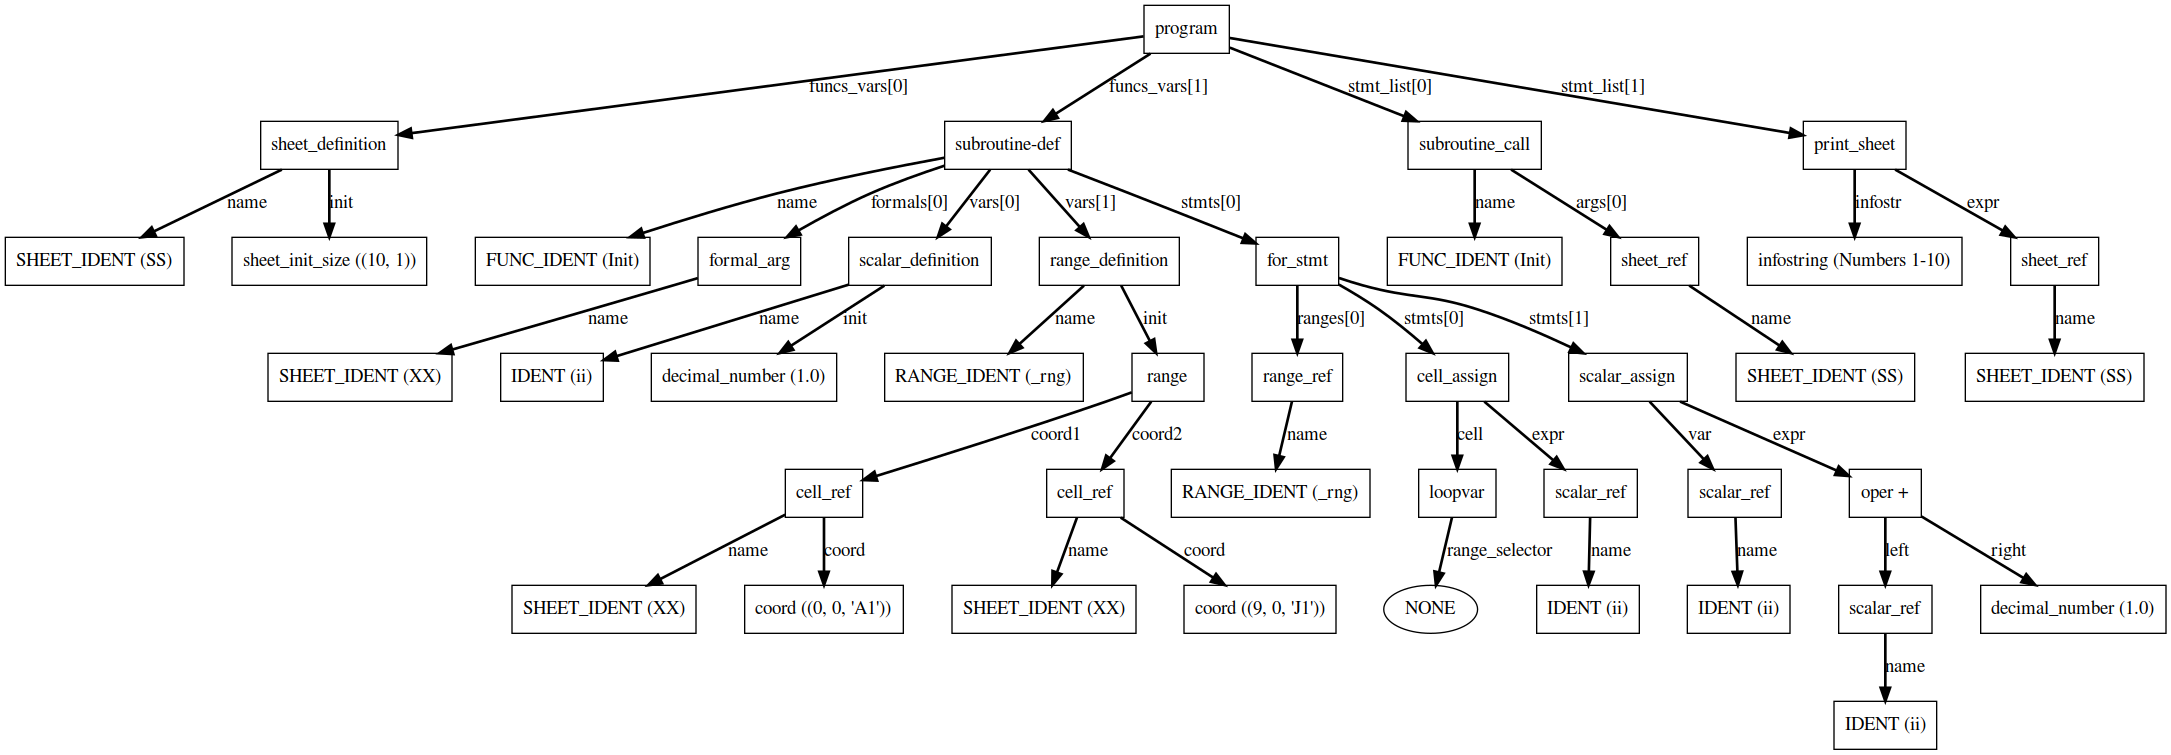 program
funcs_vars[0]
funcs_vars[1]
stmt_list[0]
stmt_list[1]
sheet_definition
subroutine-def
subroutine_call
print_sheet
name
init
name
formals[0]
vars[0]
vars[1]
stmts[0]
name
args[0]
infostr
expr
SHEET_IDENT (SS)
sheet_init_size ((10, 1))
FUNC_IDENT (Init)
formal_arg
scalar_definition
range_definition
for_stmt
FUNC_IDENT (Init)
sheet_ref
infostring (Numbers 1-10)
sheet_ref
name
name
init
name
init
ranges[0]
stmts[0]
stmts[1]
name
name
SHEET_IDENT (XX)
IDENT (ii)
decimal_number (1.0)
RANGE_IDENT (_rng)
range
range_ref
cell_assign
scalar_assign
SHEET_IDENT (SS)
SHEET_IDENT (SS)
coord1
coord2
name
cell
expr
var
expr
cell_ref
cell_ref
RANGE_IDENT (_rng)
loopvar
scalar_ref
scalar_ref
oper +
name
coord
name
coord
range_selector
name
name
left
right
SHEET_IDENT (XX)
coord ((0, 0, 'A1'))
SHEET_IDENT (XX)
coord ((9, 0, 'J1'))
NONE
IDENT (ii)
IDENT (ii)
scalar_ref
decimal_number (1.0)
name
IDENT (ii)